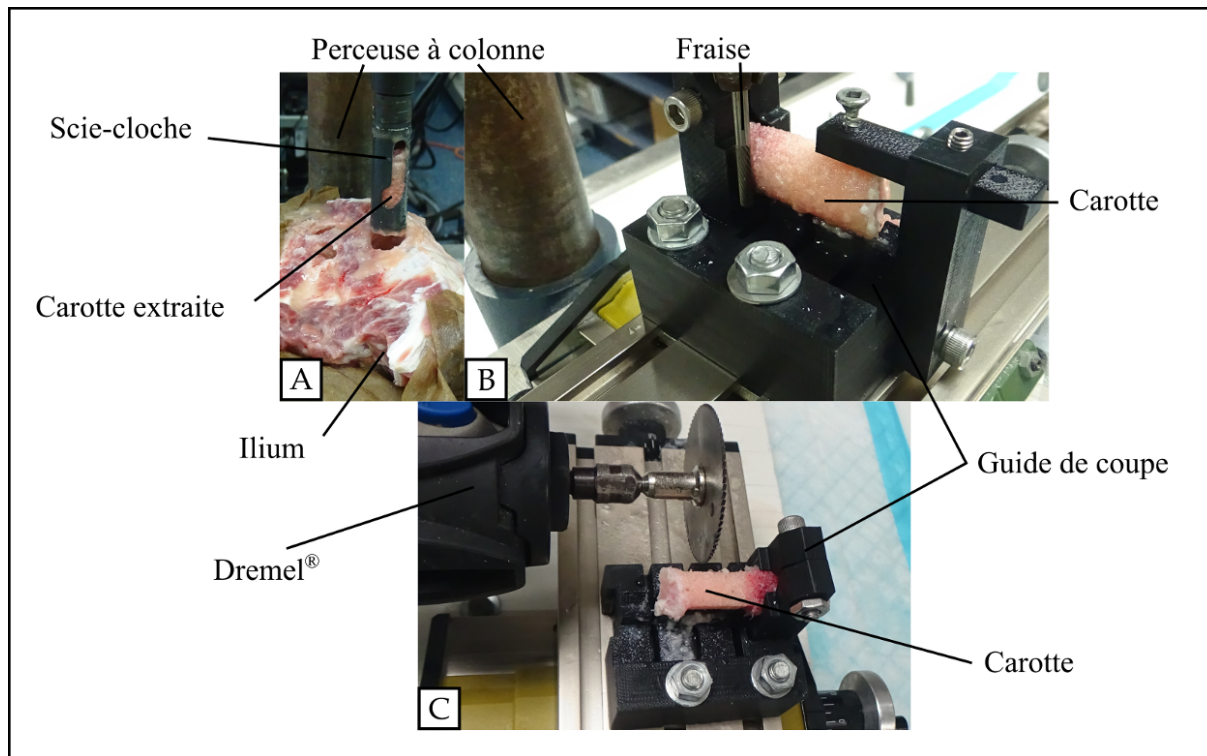 Perceuse à colonne
Fraise
Scie-cloche
Carotte
Carotte extraite
A
B
Ilium
Guide de coupe
Dremel®
Carotte
C